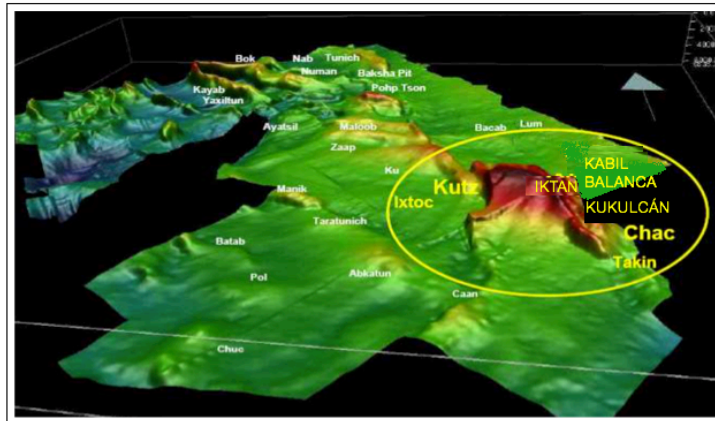 Bok
Nab
Tunich
Numan
Baksha Pit
Kayab
Pohp Tson
Yaxiltun
Ayatsil
Maloob
Bacab
Lum
Zaap
KABIL
Ku
BALANCA
Kutz
IKTAÑ
Manik
Ixtoc
KUKULCÁN
Taratunich
Chac
Batab
Takin
Pol
Abkatun
Caan
Chuc